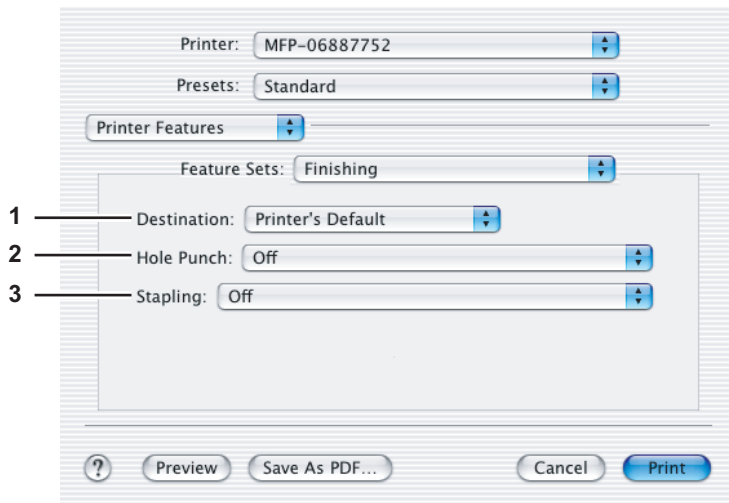 Printer: MFP-06887752
Presets: Standard
Printer Features
Feature Sets: Finishing
1 Destination: Printer's Default
2 Hole Punch: Off
3 Stapling: Off
? Preview Save As PDF... Cancel Print